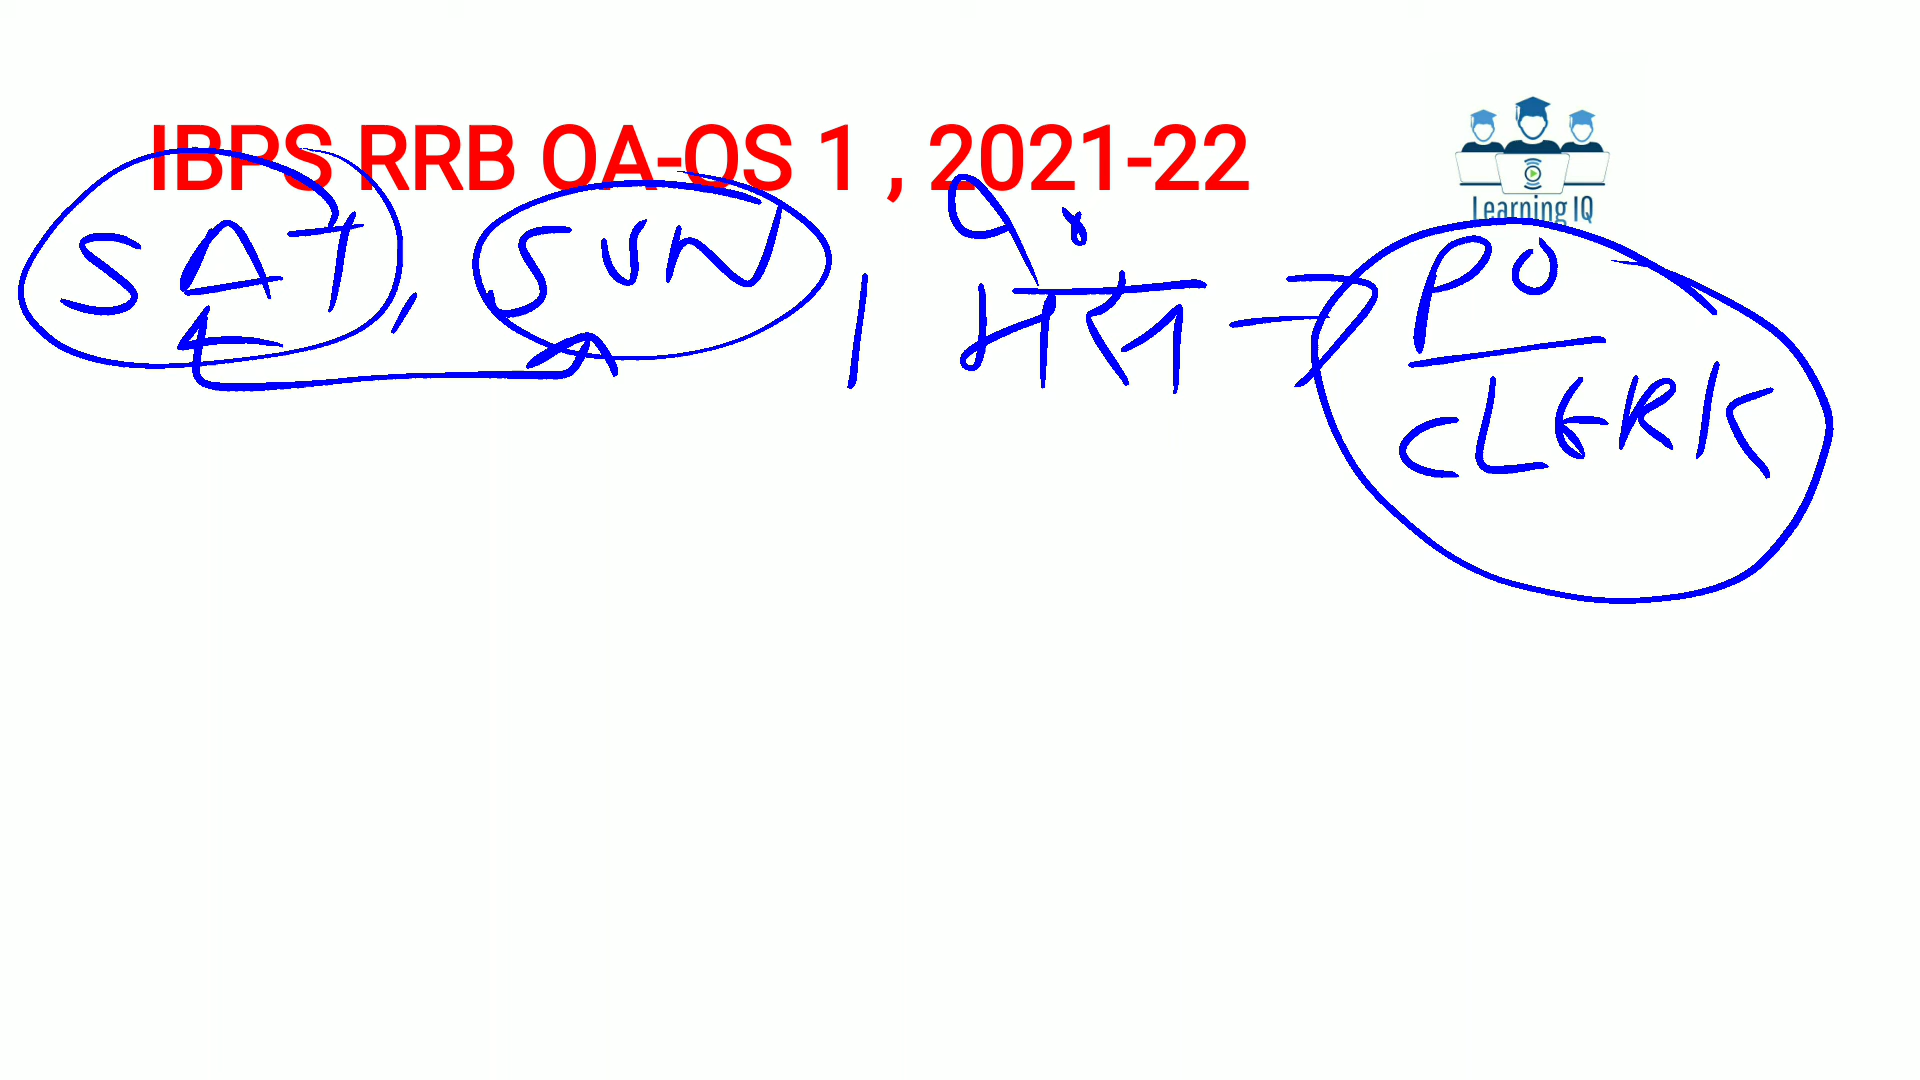 IBPS RRB OA-OS 1 , 2021-22
Learning IQ
SAT, SUN, → PO
CLERK